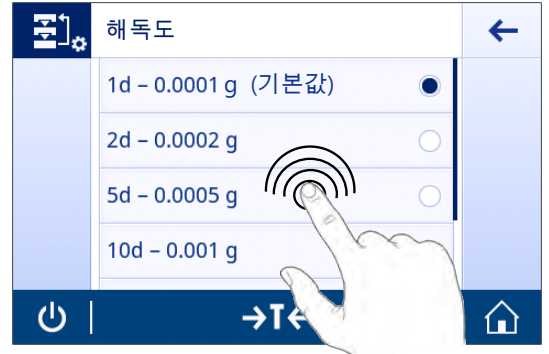 해독도
1d – 0.0001 g (기본값)
2d – 0.0002 g
5d – 0.0005 g
10d – 0.001 g
→T←